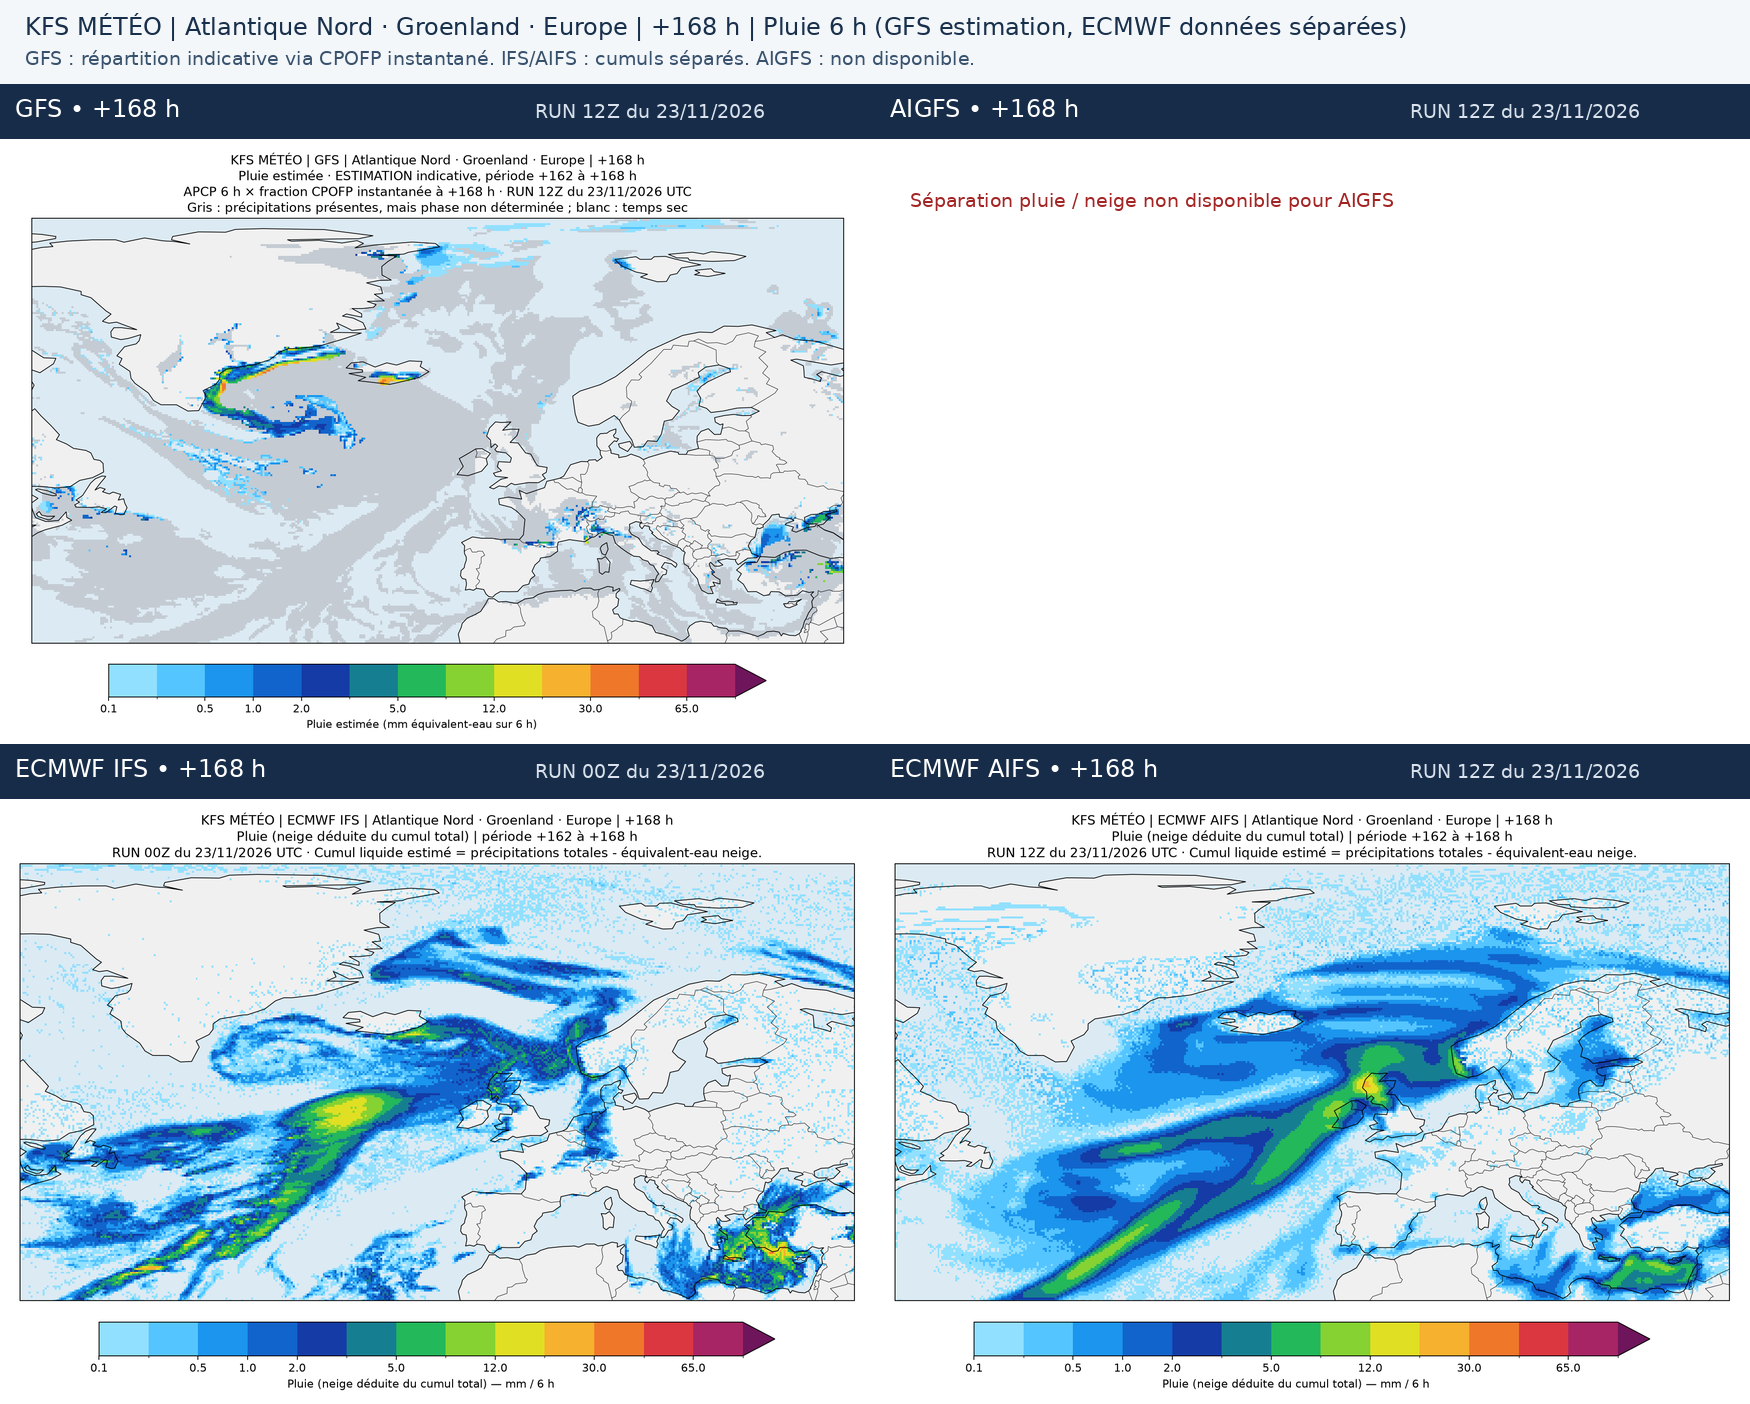 KFS MÉTÉO | Atlantique Nord · Groenland · Europe | +168 h | Pluie 6 h (GFS estimation, ECMWF données séparées)
GFS : répartition indicative via CPOFP instantané. IFS/AIFS : cumuls séparés. AIGFS : non disponible.
GFS • +168 h
RUN 12Z du 23/11/2026
AIGFS • +168 h
RUN 12Z du 23/11/2026
KFS MÉTÉO | GFS | Atlantique Nord · Groenland · Europe | +168 h
Pluie estimée · ESTIMATION indicative, période +162 à +168 h
APCP 6 h × fraction CPOFP instantanée à +168 h · RUN 12Z du 23/11/2026 UTC
Gris : précipitations présentes, mais phase non déterminée ; blanc : temps sec
Séparation pluie / neige non disponible pour AIGFS
0.1 0.5 1.0 2.0 5.0 12.0 30.0 65.0
Pluie estimée (mm équivalent-eau sur 6 h)
ECMWF IFS • +168 h
RUN 00Z du 23/11/2026
ECMWF AIFS • +168 h
RUN 12Z du 23/11/2026
KFS MÉTÉO | ECMWF IFS | Atlantique Nord · Groenland · Europe | +168 h
Pluie (neige déduite du cumul total) | période +162 à +168 h
RUN 00Z du 23/11/2026 UTC · Cumul liquide estimé = précipitations totales - équivalent-eau neige.
KFS MÉTÉO | ECMWF AIFS | Atlantique Nord · Groenland · Europe | +168 h
Pluie (neige déduite du cumul total) | période +162 à +168 h
RUN 12Z du 23/11/2026 UTC · Cumul liquide estimé = précipitations totales - équivalent-eau neige.
0.1 0.5 1.0 2.0 5.0 12.0 30.0 65.0
Pluie (neige déduite du cumul total) — mm / 6 h
0.1 0.5 1.0 2.0 5.0 12.0 30.0 65.0
Pluie (neige déduite du cumul total) — mm / 6 h